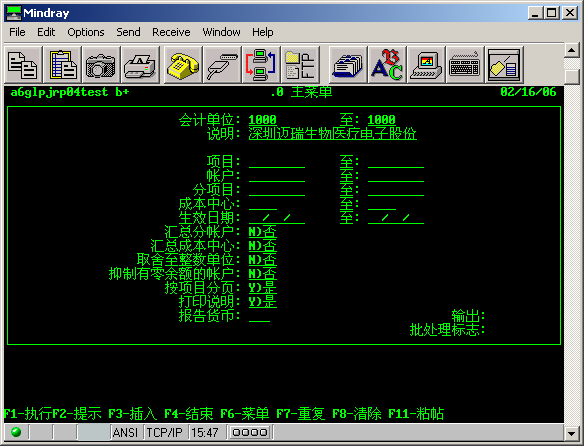 Mindray
File Edit Options Send Receive Window Help
a6glpjrp04test b+ .0 主菜单 02/16/06
会计单位: 1000 至: 1000
说明: 深圳迈瑞生物医疗电子股份
项目: 至:
帐户: 至:
分项目: 至:
成本中心: 至:
生效日期: / / 至: / /
汇总分帐户: N)否
汇总成本中心: N)否
取舍至整数单位: N)否
抑制有零余额的帐户: N)否
按项目分页: Y)是
打印说明: Y)是
报告货币: 输出:
批处理标志:
F1-执行F2-提示 F3-插入 F4-结束 F6-菜单 F7-重复 F8-清除 F11-粘帖
ANSI TCP/IP 15:47